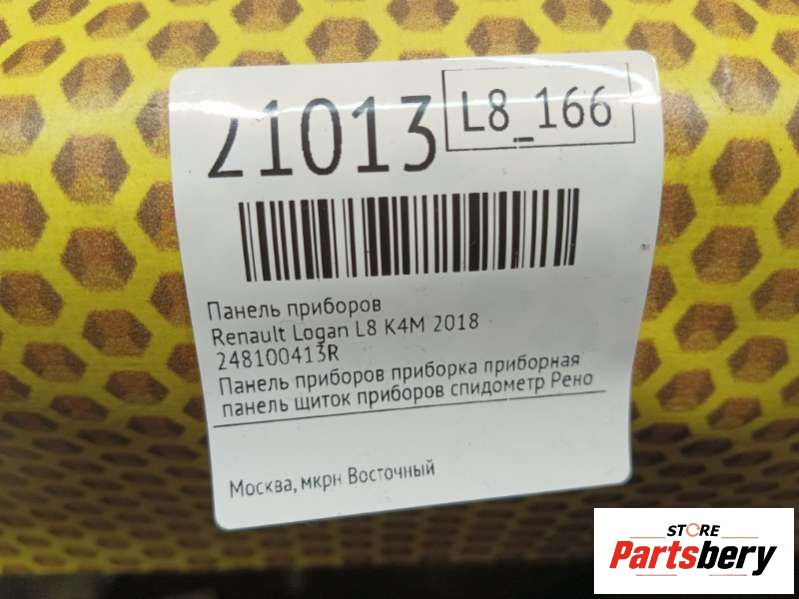 21013
L8_166
Панель приборов
Renault Logan L8 K4M 2018
248100413R
Панель приборов приборка приборная
панель щиток приборов спидометр Рено
Москва, мкрн Восточный
STORE
Partsbery